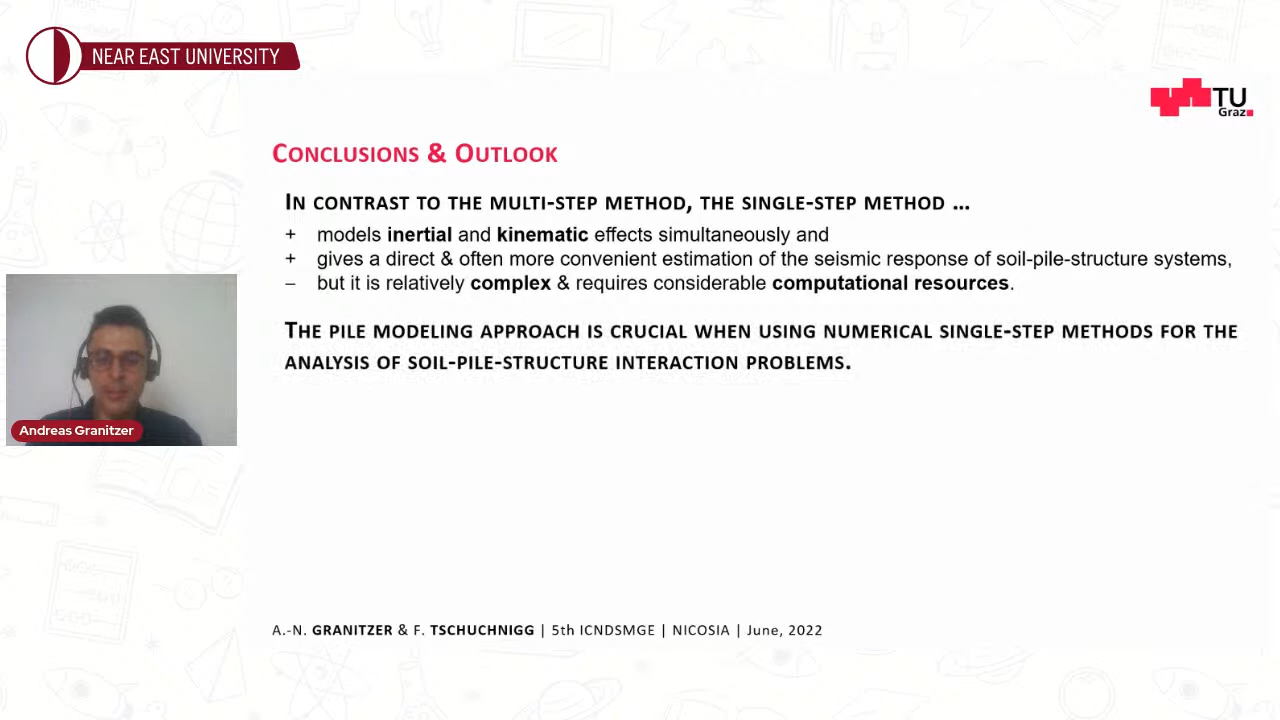 NEAR EAST UNIVERSITY
TU
Graz
CONCLUSIONS & OUTLOOK
IN CONTRAST TO THE MULTI-STEP METHOD, THE SINGLE-STEP METHOD ...
+ models inertial and kinematic effects simultaneously and
+ gives a direct & often more convenient estimation of the seismic response of soil-pile-structure systems,
– but it is relatively complex & requires considerable computational resources.
THE PILE MODELING APPROACH IS CRUCIAL WHEN USING NUMERICAL SINGLE-STEP METHODS FOR THE
ANALYSIS OF SOIL-PILE-STRUCTURE INTERACTION PROBLEMS.
Andreas Granitzer
A.-N. GRANITZER & F. TSCHUCHNIGG | 5th ICNDSMGE | NICOSIA | June, 2022